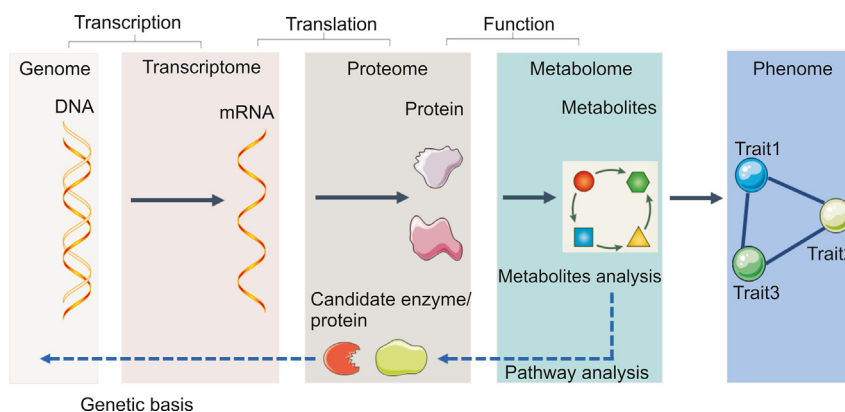 Transcription
Translation
Function
Genome
Transcriptome
Proteome
Metabolome
Phenome
DNA
mRNA
Protein
Metabolites
Trait1
Trait2
Trait3
Metabolites analysis
Candidate enzyme/
protein
Pathway analysis
Genetic basis